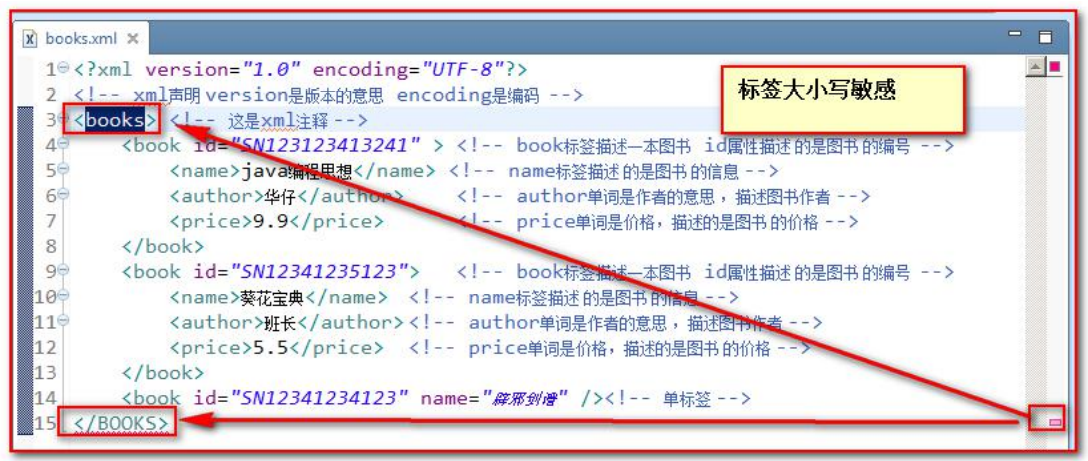 books.xml
标签大小写敏感
1 <?xml version="1.0" encoding="UTF-8"?>
2 <!-- xml声明 version是版本的意思 encoding是编码 -->
3 <books> <!-- 这是xml注释 -->
4 <book id="SN123123413241" > <!-- book标签描述一本图书 id属性描述的是图书的编号 -->
5 <name>java编程思想</name> <!-- name标签描述的是图书的信息 -->
6 <author>华仔</author> <!-- author单词是作者的意思，描述图书作者 -->
7 <price>9.9</price> <!-- price单词是价格，描述的是图书的价格 -->
8 </book>
9 <book id="SN12341235123"> <!-- book标签描述一本图书 id属性描述的是图书的编号 -->
10 <name>葵花宝典</name> <!-- name标签描述的是图书的信息 -->
11 <author>班长</author> <!-- author单词是作者的意思，描述图书作者 -->
12 <price>5.5</price> <!-- price单词是价格，描述的是图书的价格 -->
13 </book>
14 <book id="SN12341234123" name="辟邪剑谱" /><!-- 单标签 -->
15 </BOOKS>